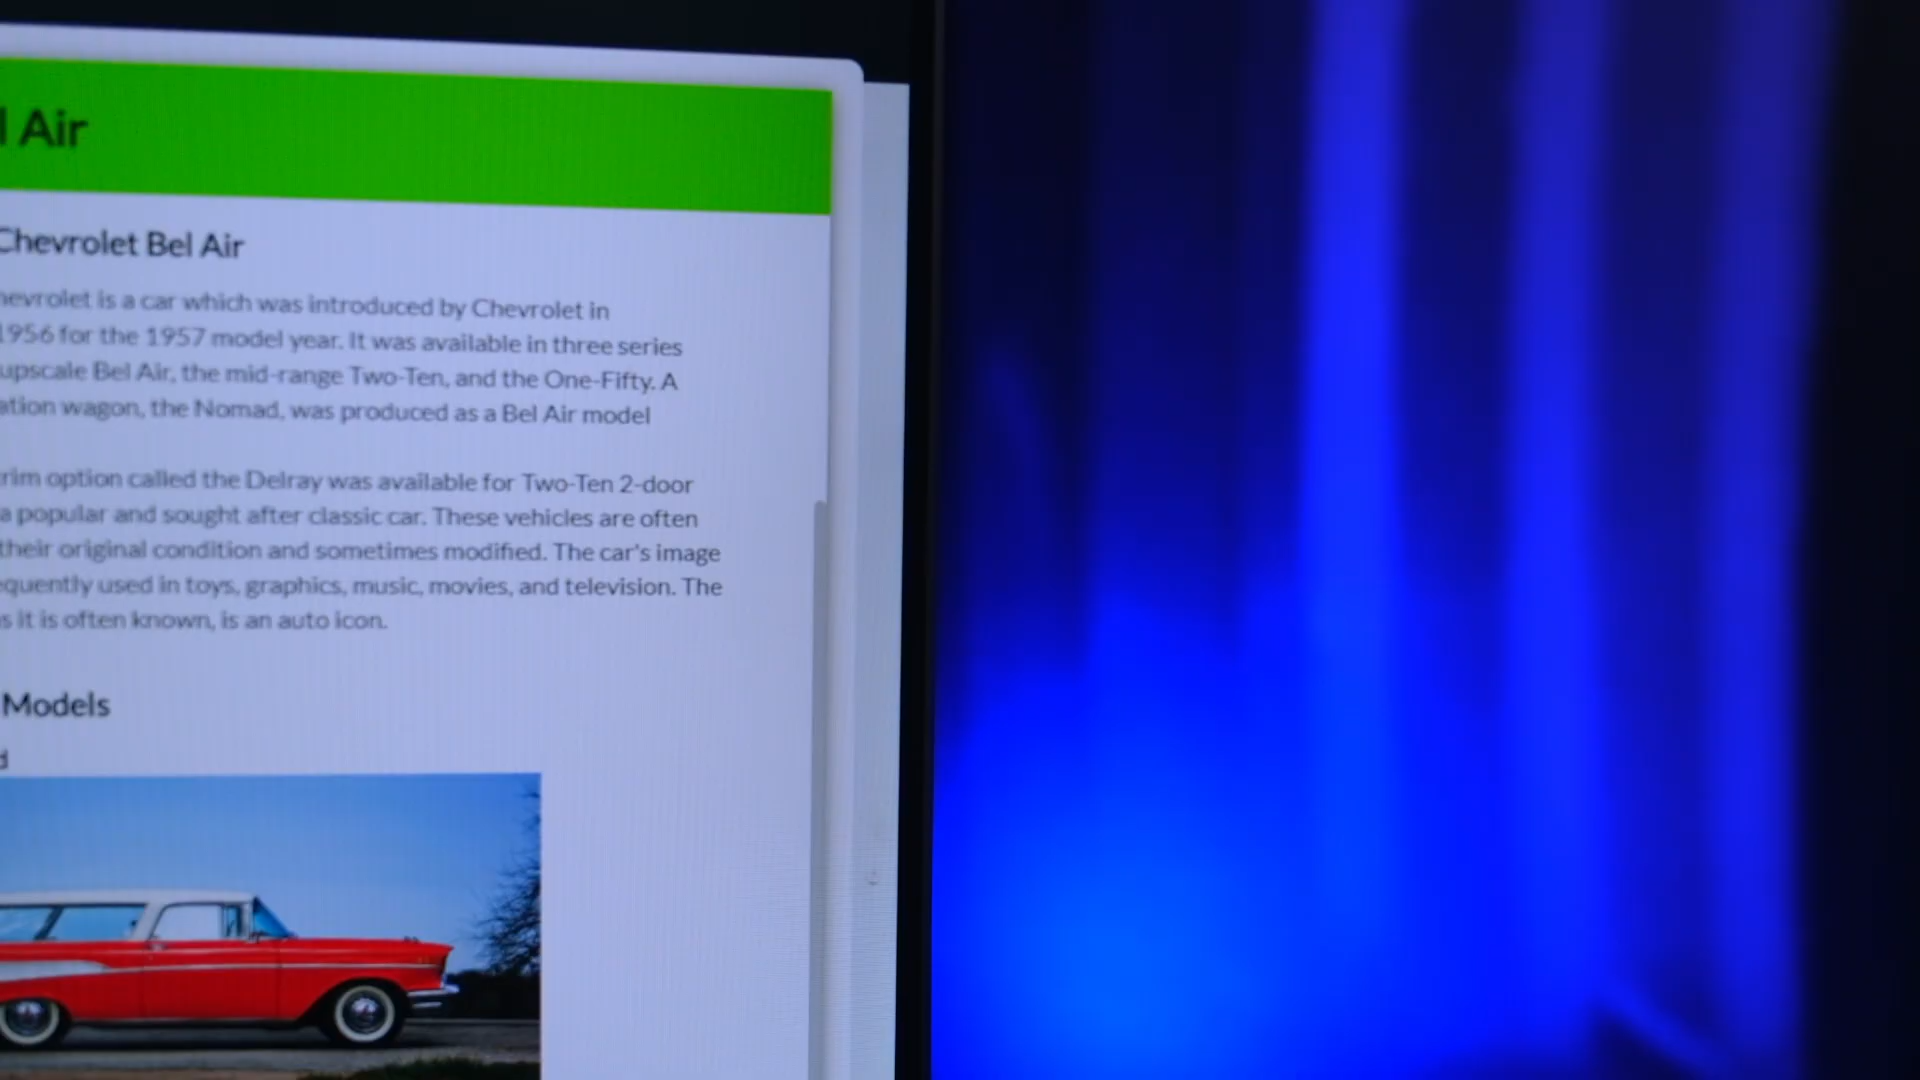 Air
Chevrolet Bel Air
is a car which was introduced by Chevrolet in
1956 for the 1957 model year. It was available in three series
upscale Bel Air, the mid-range Two-Ten, and the One-Fifty. A
wagon, the Nomad, was produced as a Bel Air model
option called the Delray was available for Two-Ten 2-door
a popular and sought after classic car. These vehicles are often
their original condition and sometimes modified. The car's image
used in toys, graphics, music, movies, and television. The
it is often known, is an auto icon.
Models